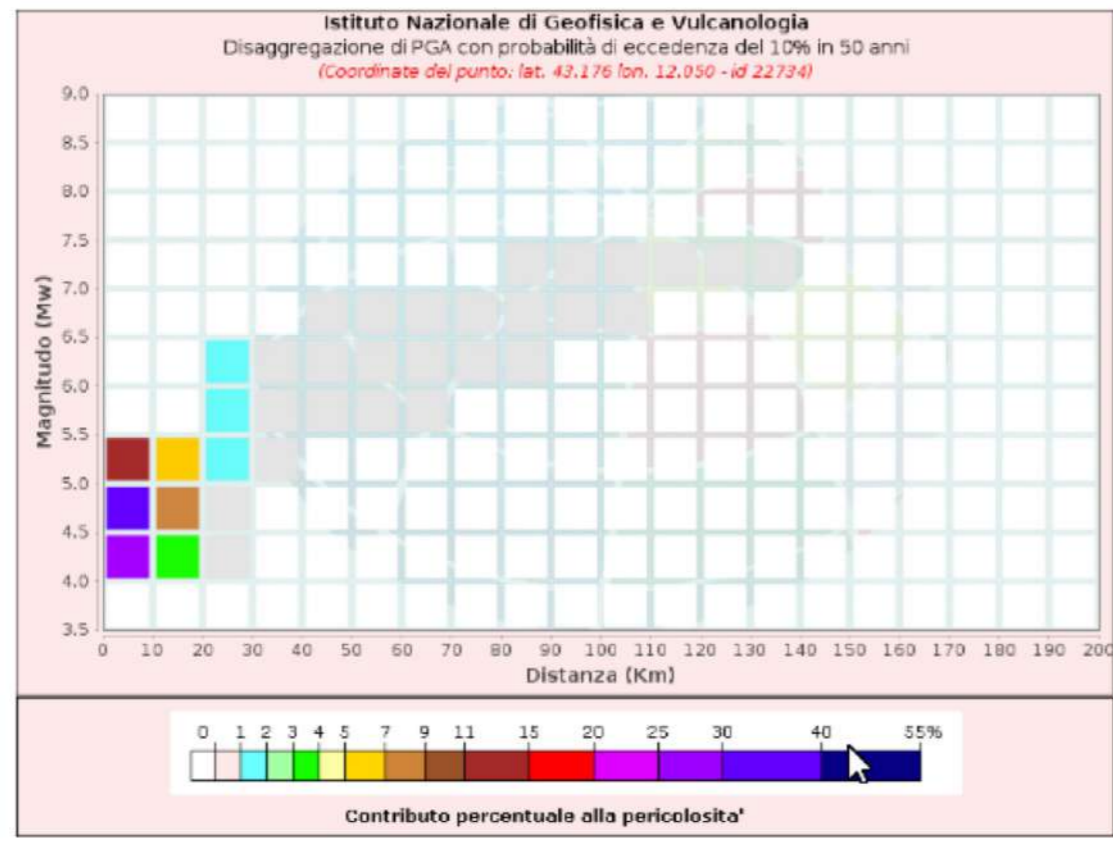 Istituto Nazionale di Geofisica e Vulcanologia
Disaggregazione di PGA con probabilità di eccedenza del 10% in 50 anni
(Coordinate del punto: lat. 43.176 lon. 12.050 - id 22734)
9.0
8.5
8.0
7.5
7.0
6.5
6.0
5.5
5.0
4.5
4.0
3.5
Magnitudo (Mw)
0 10 20 30 40 50 60 70 80 90 100 110 120 130 140 150 160 170 180 190 200
Distanza (Km)
0 1 2 3 4 5 7 9 11 15 20 25 30 40 55%
Contributo percentuale alla pericolosita'